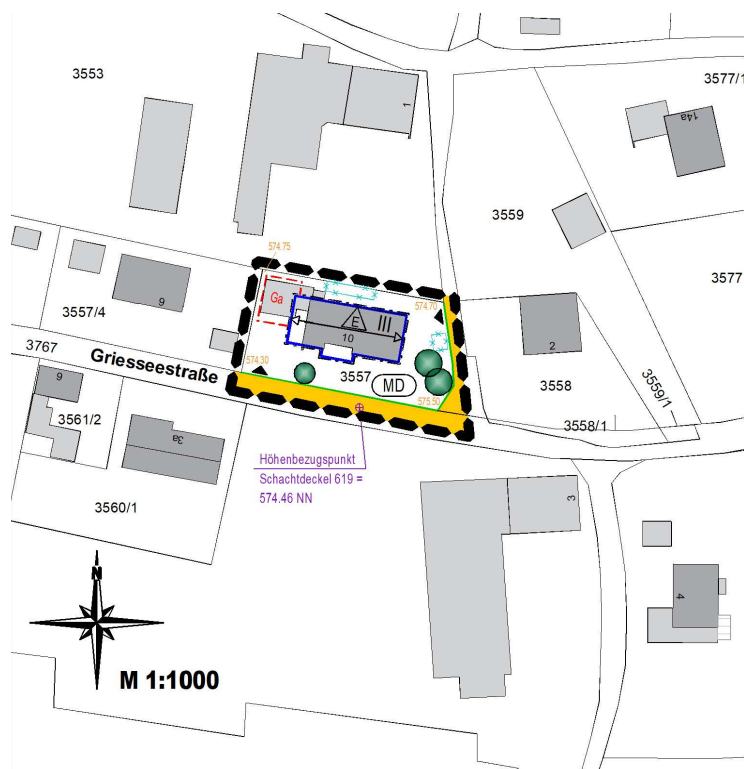 3553
1
3577/1
14a
3559
574.75
574.70
3577
Ga
E
III
10
3557/4
9
2
3767
Griesseestraße
574.30
3557
MD
3558
3559/1
575.50
3558/1
9
3561/2
3a
Höhenbezugspunkt
Schachtdeckel 619 =
574.46 NN
3560/1
3
N
4
M 1:1000